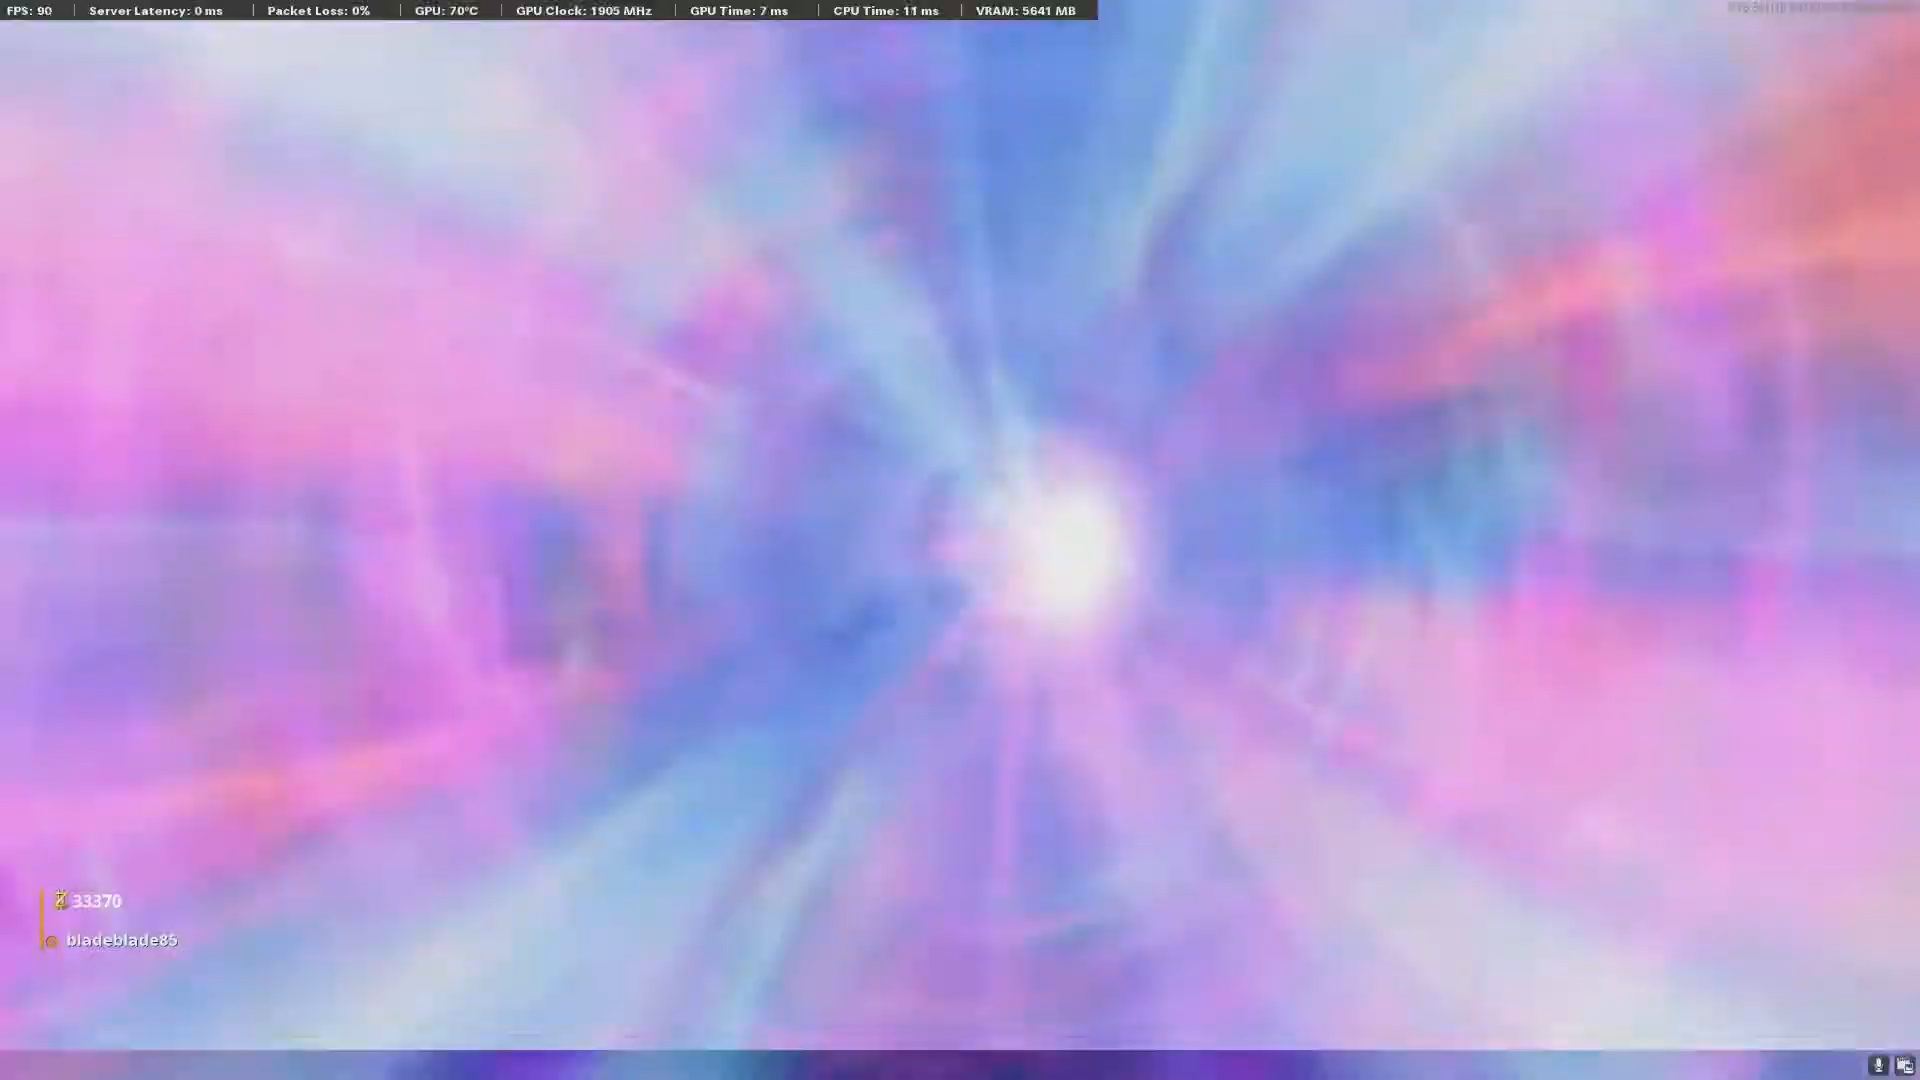 FPS: 90 | Server Latency: 0 ms | Packet Loss: 0% | GPU: 70°C | GPU Clock: 1905 MHz | GPU Time: 7 ms | CPU Time: 11 ms | VRAM: 5641 MB
33370
bladeblade85